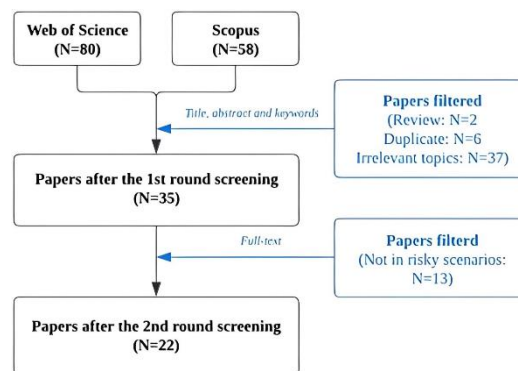 Web of Science
(N=80)
Scopus
(N=58)
Title, abstract and keywords
Papers filtered
(Review: N=2
Duplicate: N=6
Irrelevant topics: N=37)
Papers after the 1st round screening
(N=35)
Full-text
Papers filterd
(Not in risky scenarios:
N=13)
Papers after the 2nd round screening
(N=22)